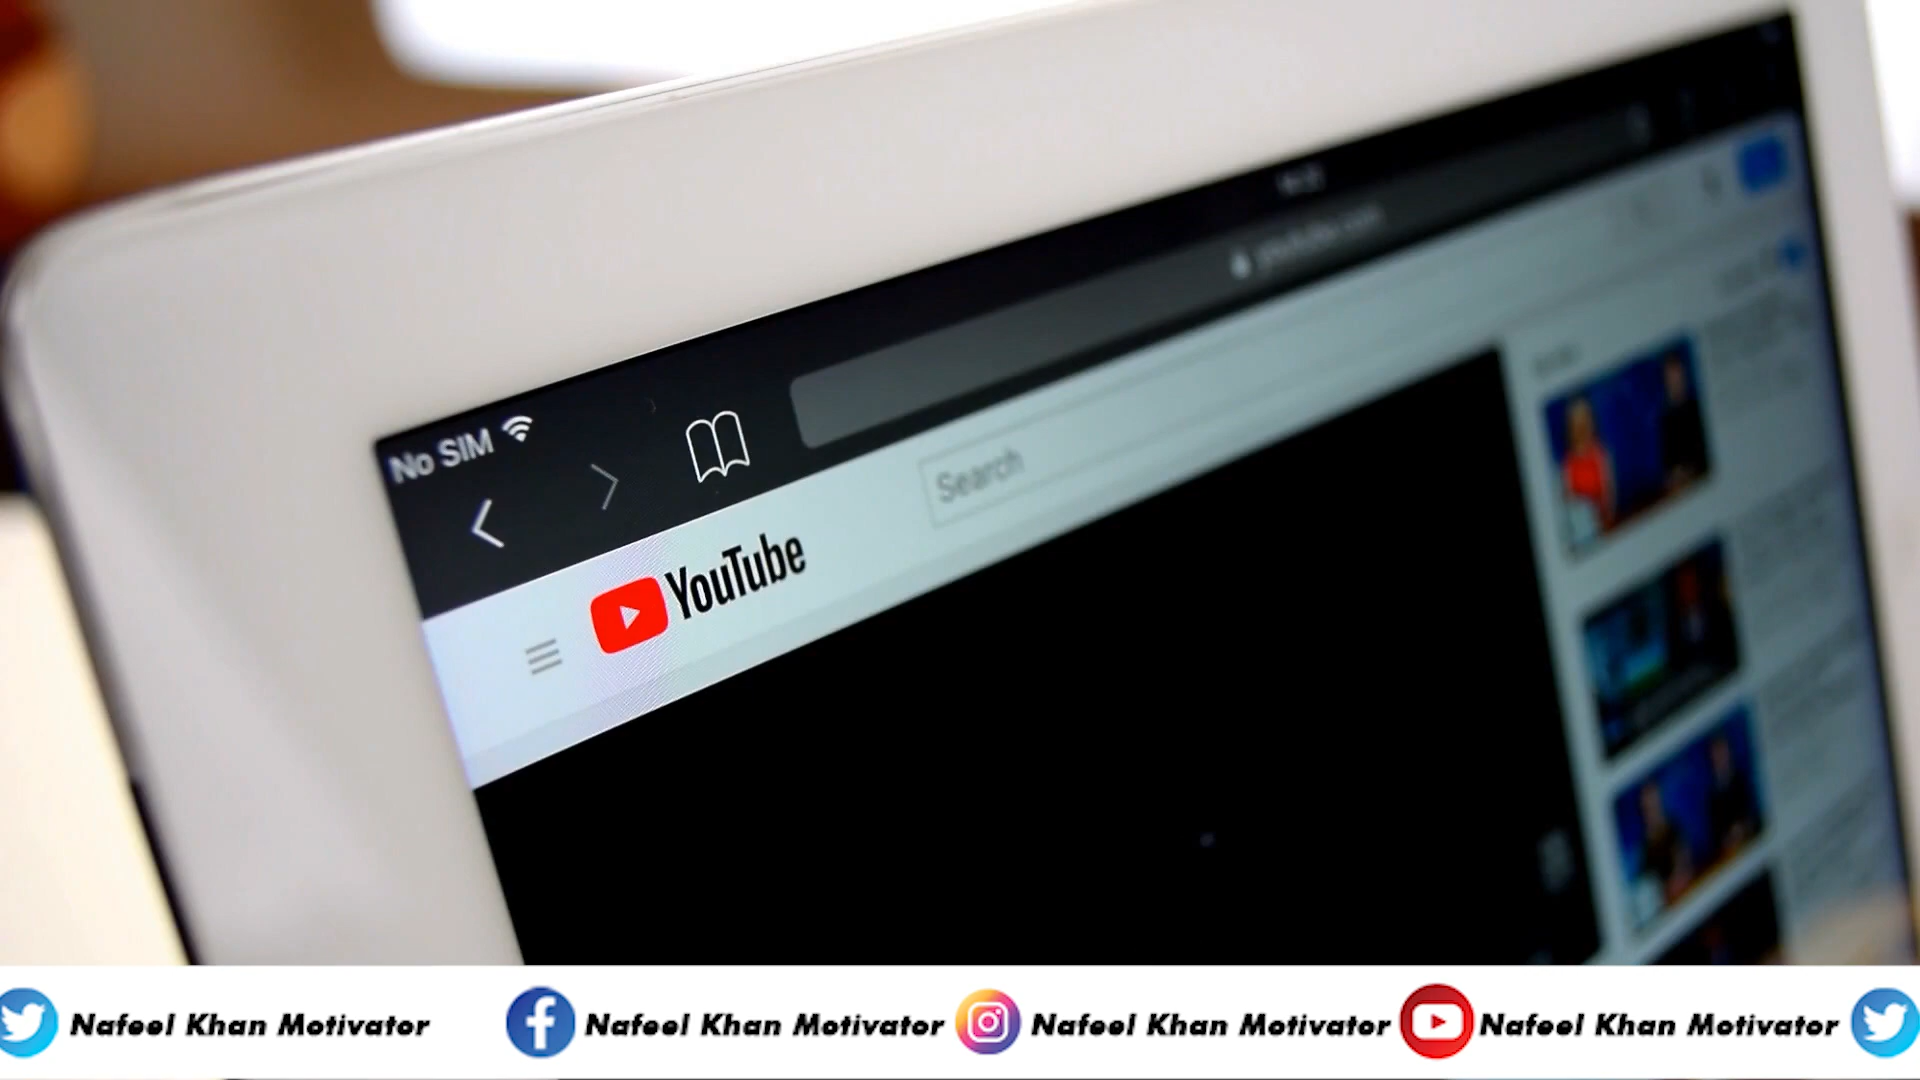 No SIM
Search
YouTube
Nafeel Khan Motivator Nafeel Khan Motivator Nafeel Khan Motivator Nafeel Khan Motivator